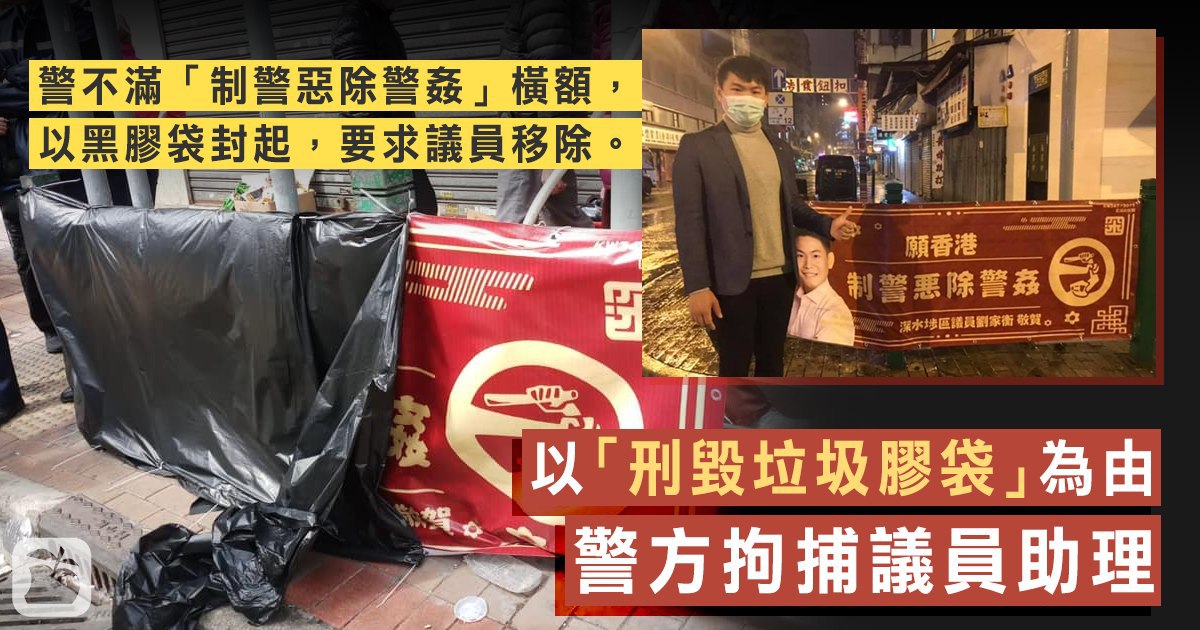 警不滿「制警惡除警姦」橫額，
以黑膠袋封起，要求議員移除。
願香港
制警惡除警姦
深水埗區議員劉家衡 敬賀
姦
敬賀
以「刑毀垃圾膠袋」為由
警方拘捕議員助理